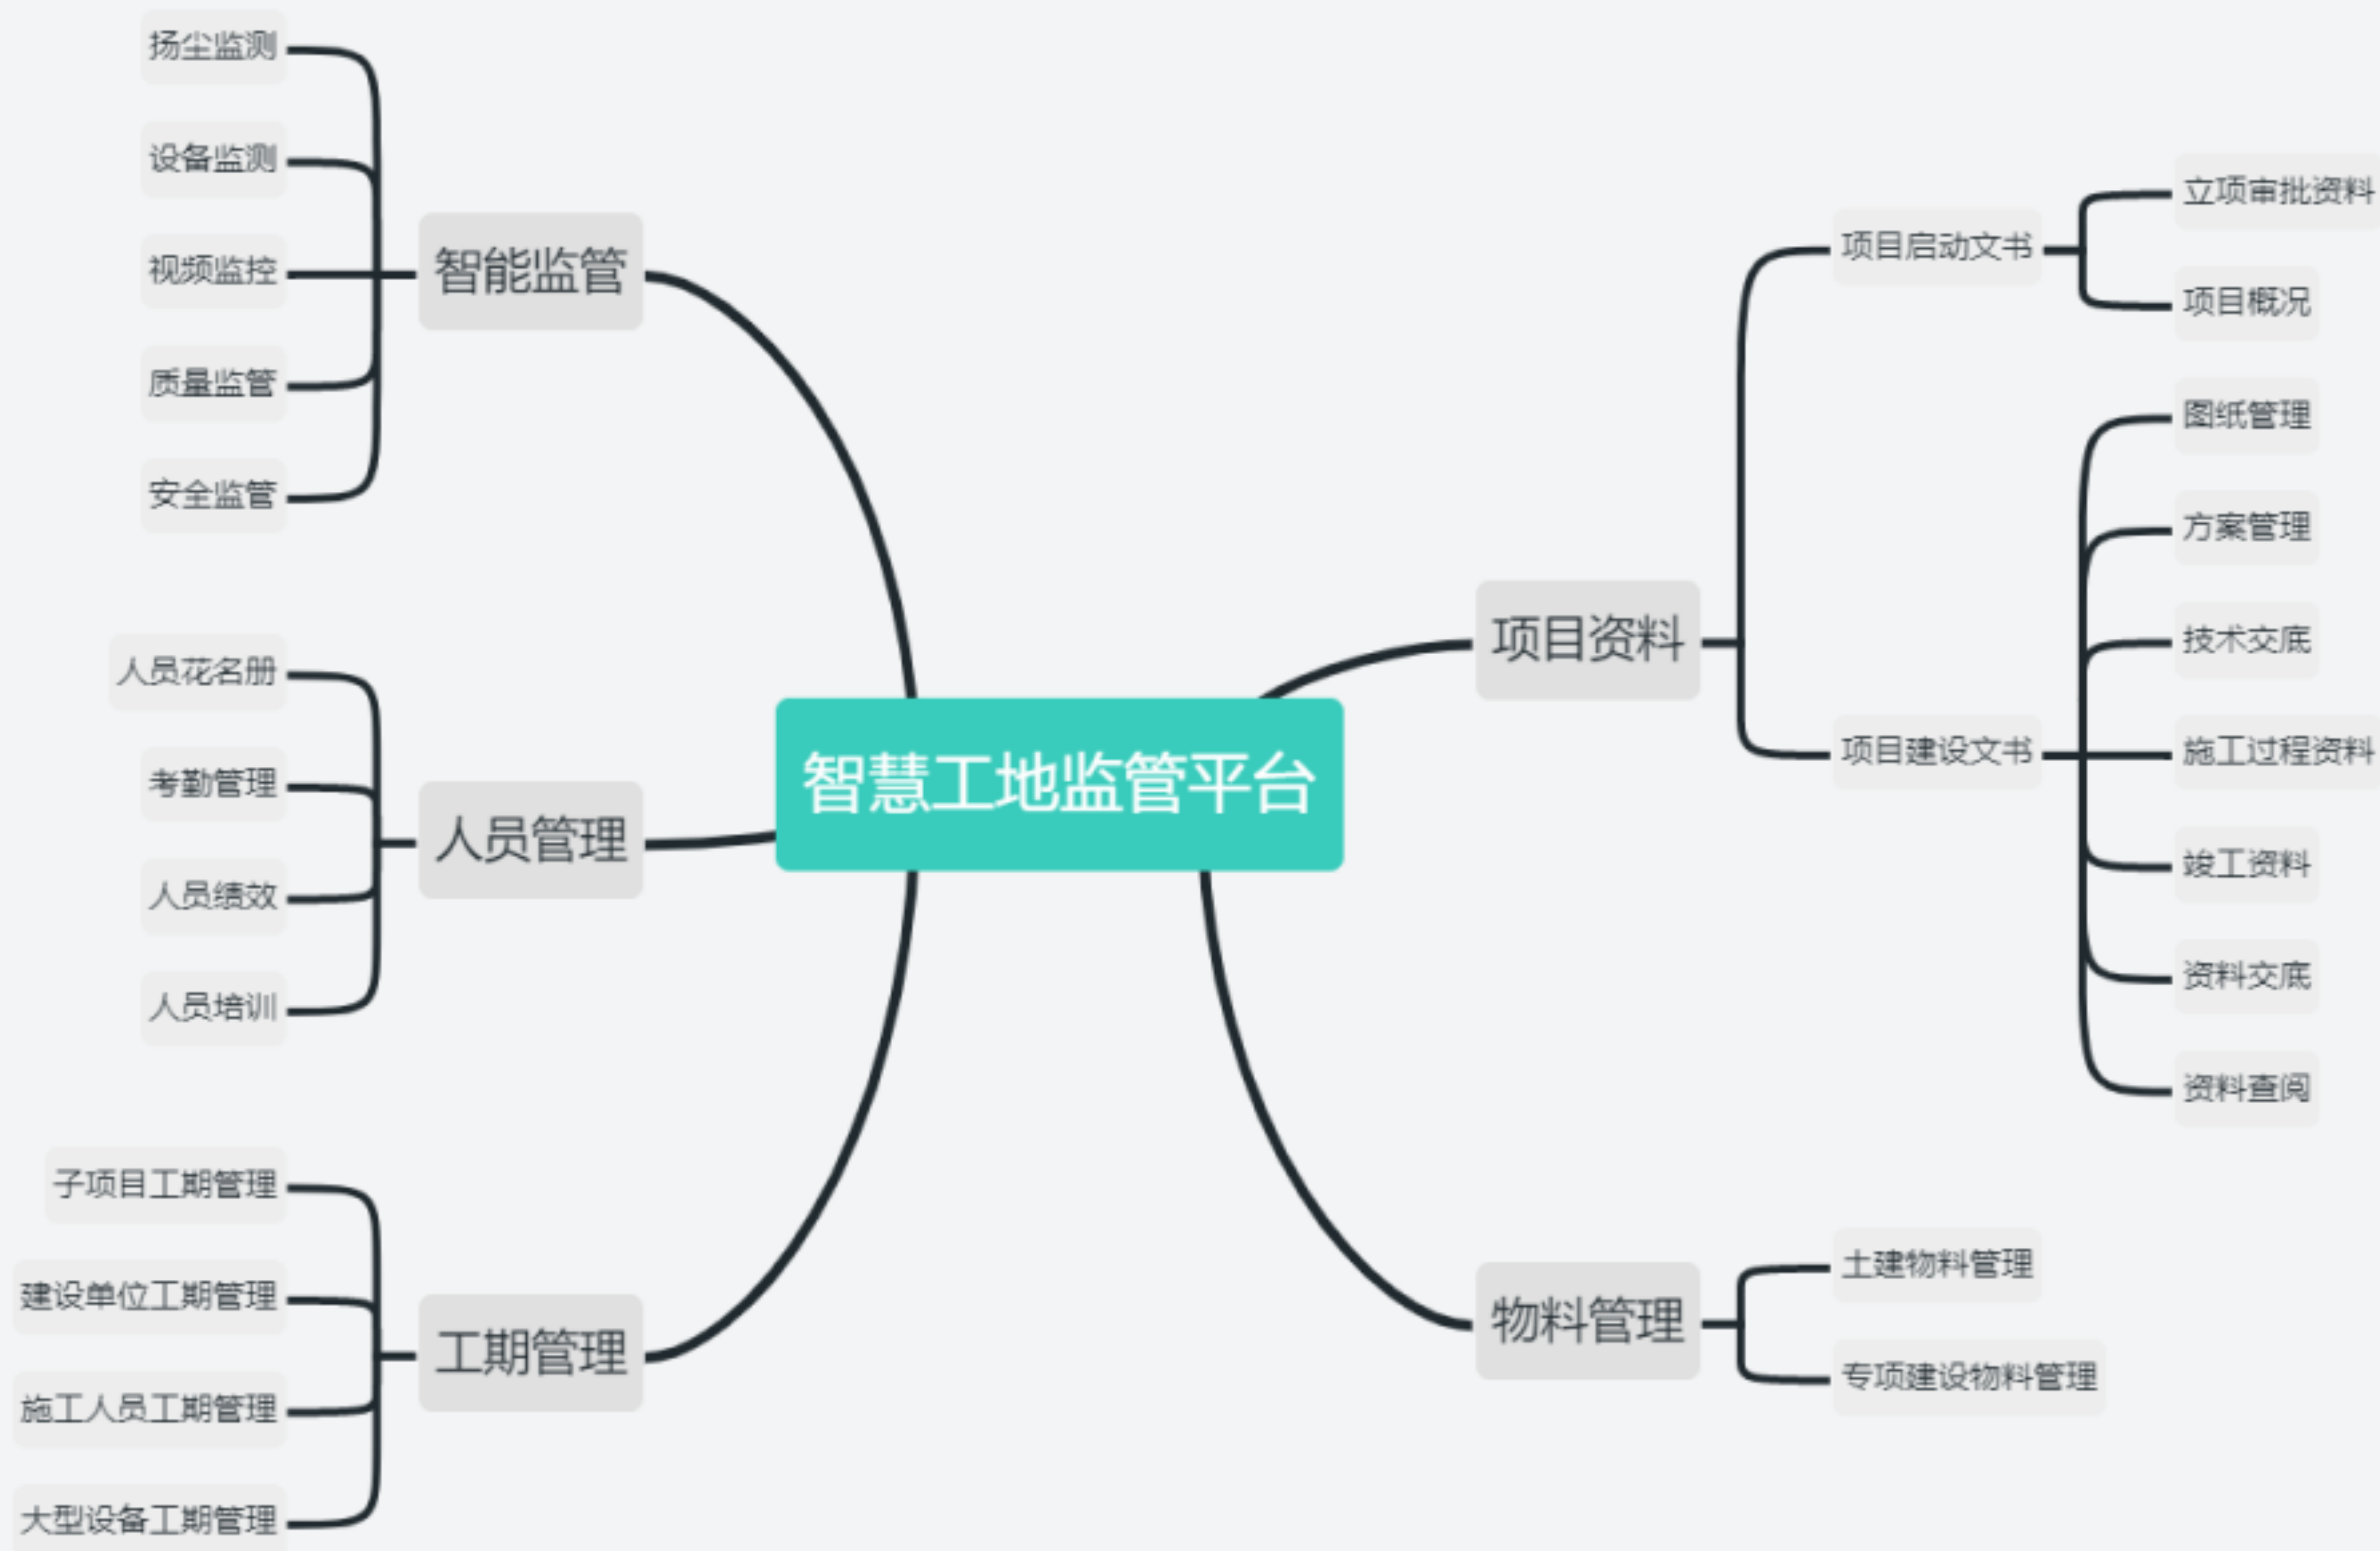 智慧工地监管平台
智能监管
扬尘监测
设备监测
视频监控
质量监管
安全监管
人员管理
人员花名册
考勤管理
人员绩效
人员培训
工期管理
子项目工期管理
建设单位工期管理
施工人员工期管理
大型设备工期管理
项目资料
项目启动文书
立项审批资料
项目概况
项目建设文书
图纸管理
方案管理
技术交底
施工过程资料
竣工资料
资料交底
资料查阅
物料管理
土建物料管理
专项建设物料管理